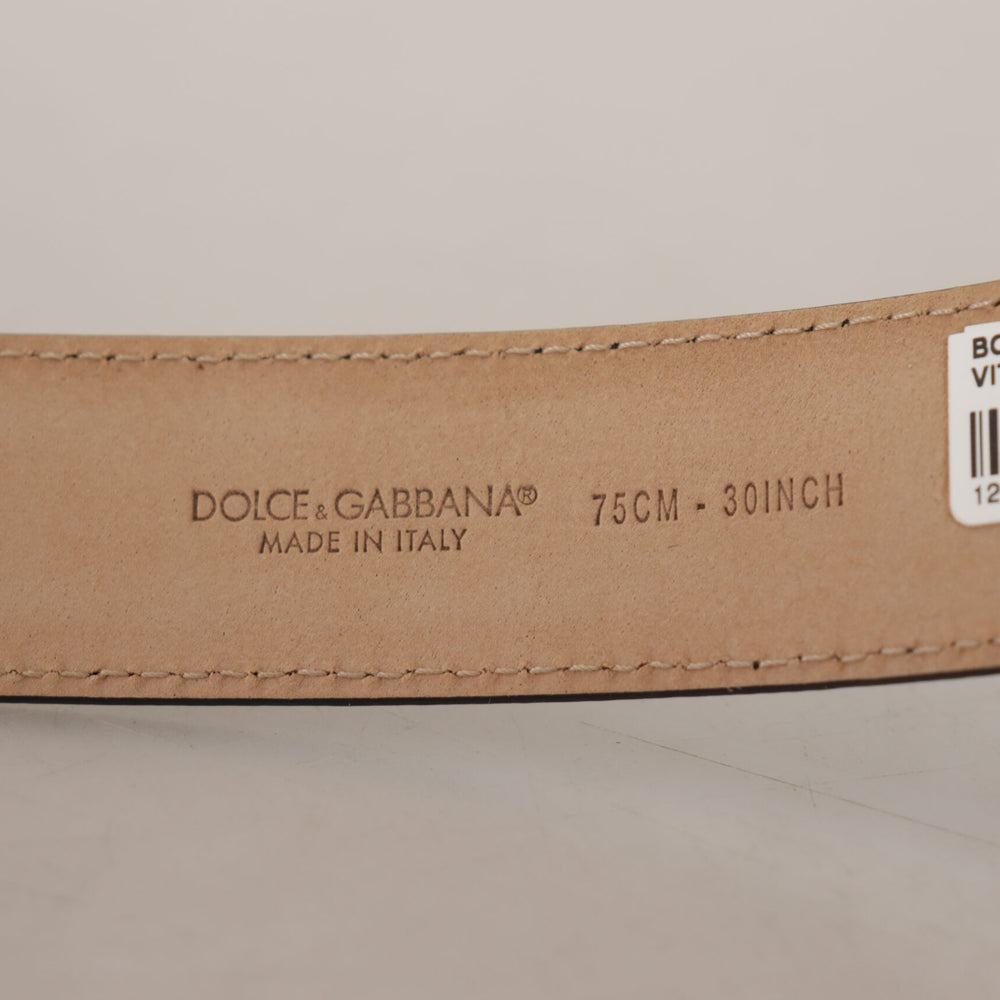 DOLCE & GABBANA®
MADE IN ITALY
75CM - 30INCH